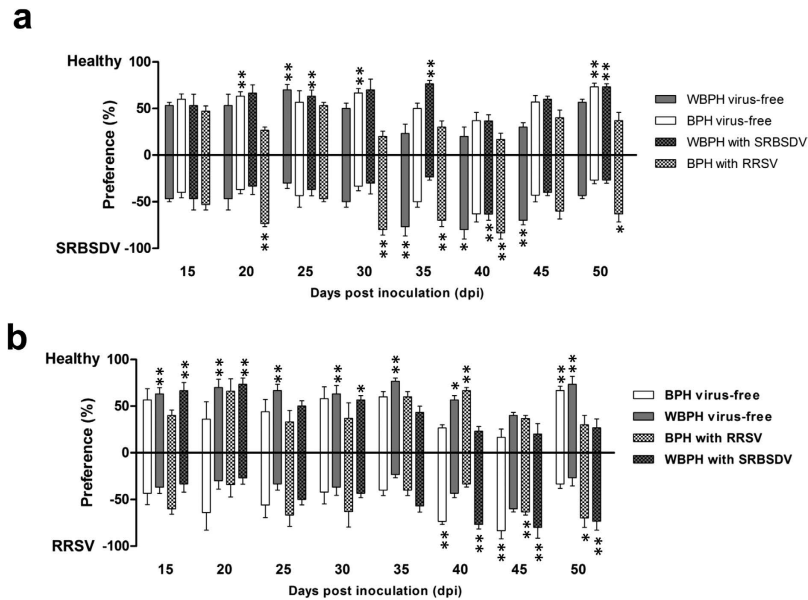 a
Healthy
100
50
0
-50
SRBSDV -100
Preference (%)
** ** ** ** ** ** **
** ** ** ** * ** ** ** *
15 20 25 30 35 40 45 50
Days post inoculation (dpi)
WBPH virus-free
BPH virus-free
WBPH with SRBSDV
BPH with RRSV
b
Healthy
100
50
0
-50
RRSV -100
Preference (%)
** ** ** ** ** ** * ** * ** ** **
** ** ** ** ** * **
15 20 25 30 35 40 45 50
Days post inoculation (dpi)
BPH virus-free
WBPH virus-free
BPH with RRSV
WBPH with SRBSDV